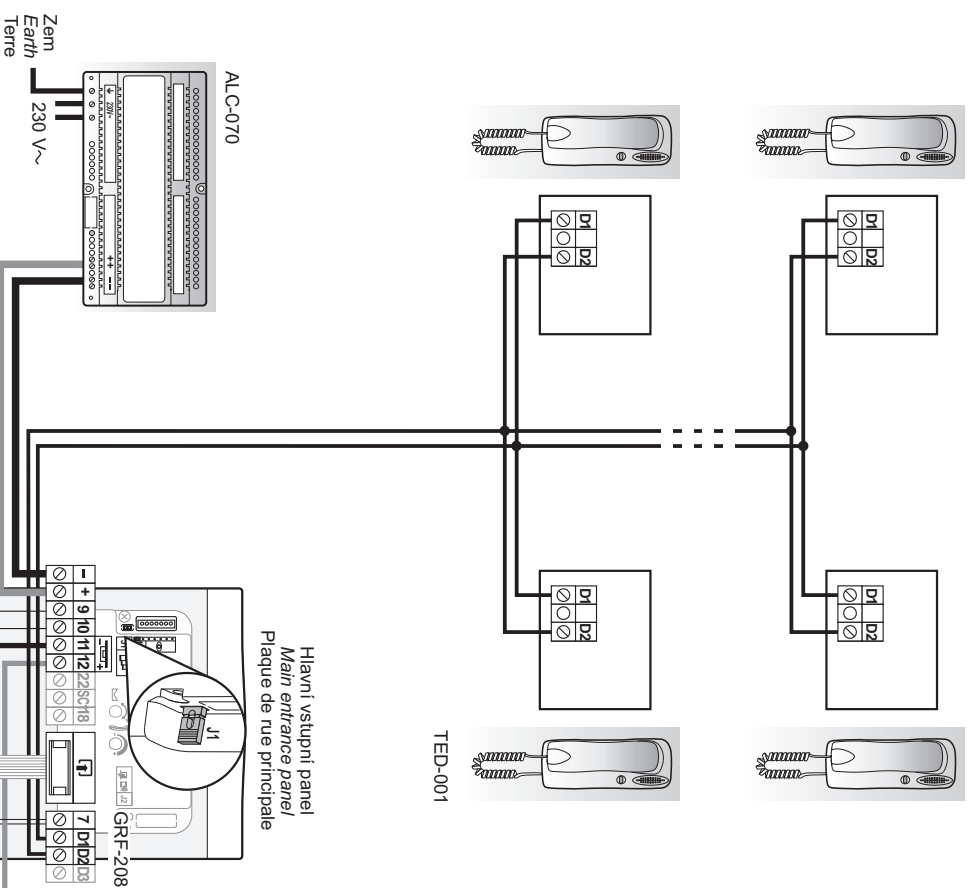 Zem
Earth
Terre
230 V~
ALC-070
230V~
++ --
D1 D2
D1 D2
D1 D2
D1 D2
TED-001
Hlavní vstupní panel
Main entrance panel
Plaque de rue principale
J1
J2
- + 9 10 11 12 22 SC- 18
- +
7 D1 D2 D3
GRF-208